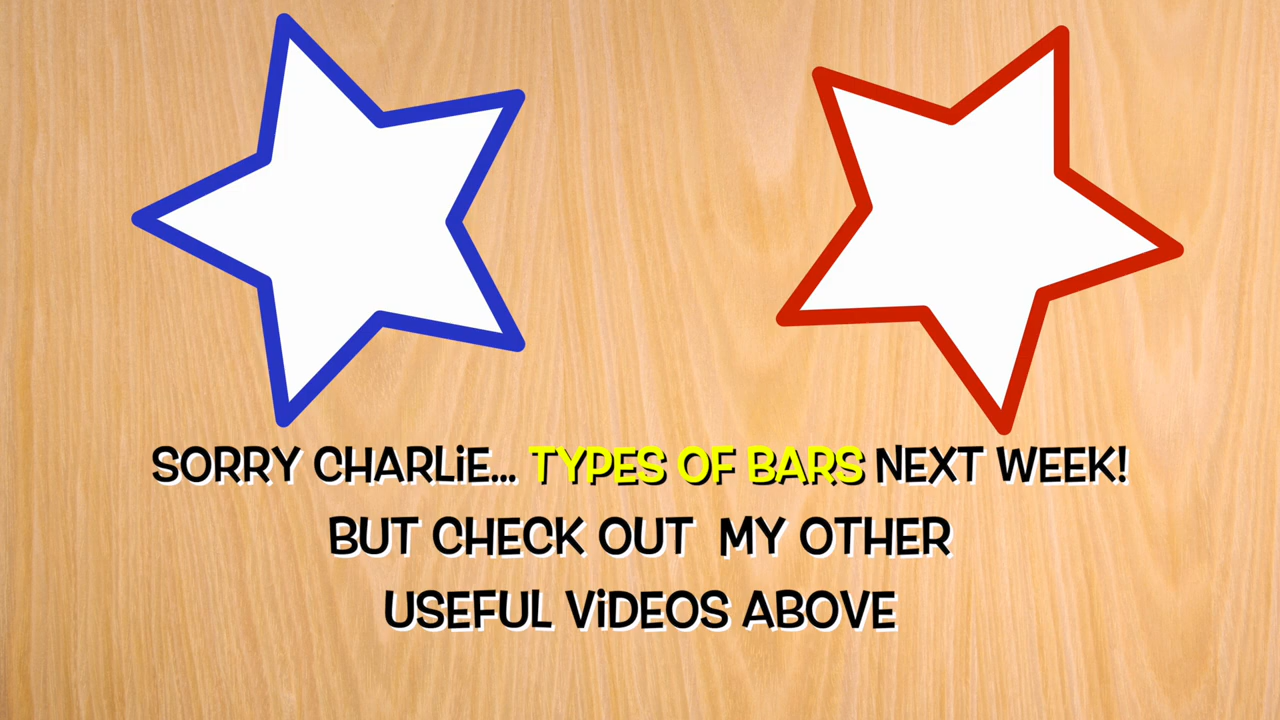 SORRY CHARLiE... TYPES OF BARS NEXT WEEK!
BUT CHECK OUT MY OTHER
USEFUL ViDEOS ABOVE